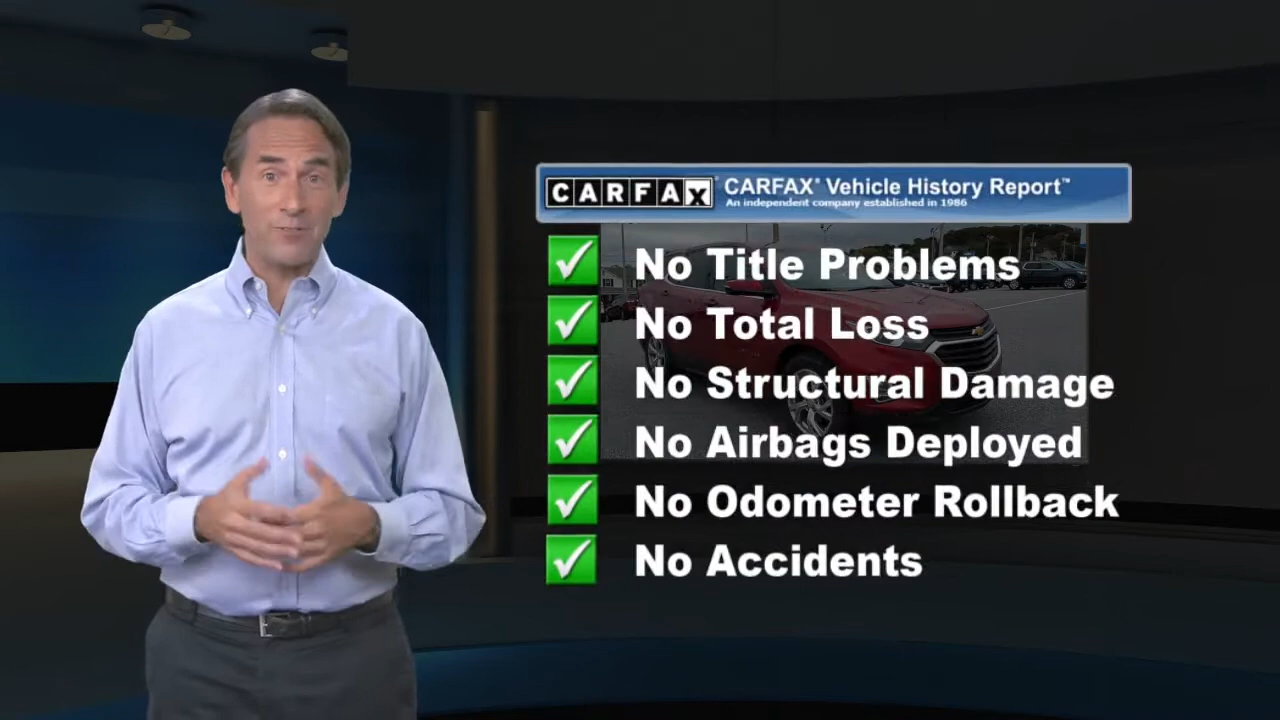 CARFAX
CARFAX® Vehicle History Report™
An independent company established in 1986
No Title Problems
No Total Loss
No Structural Damage
No Airbags Deployed
No Odometer Rollback
No Accidents